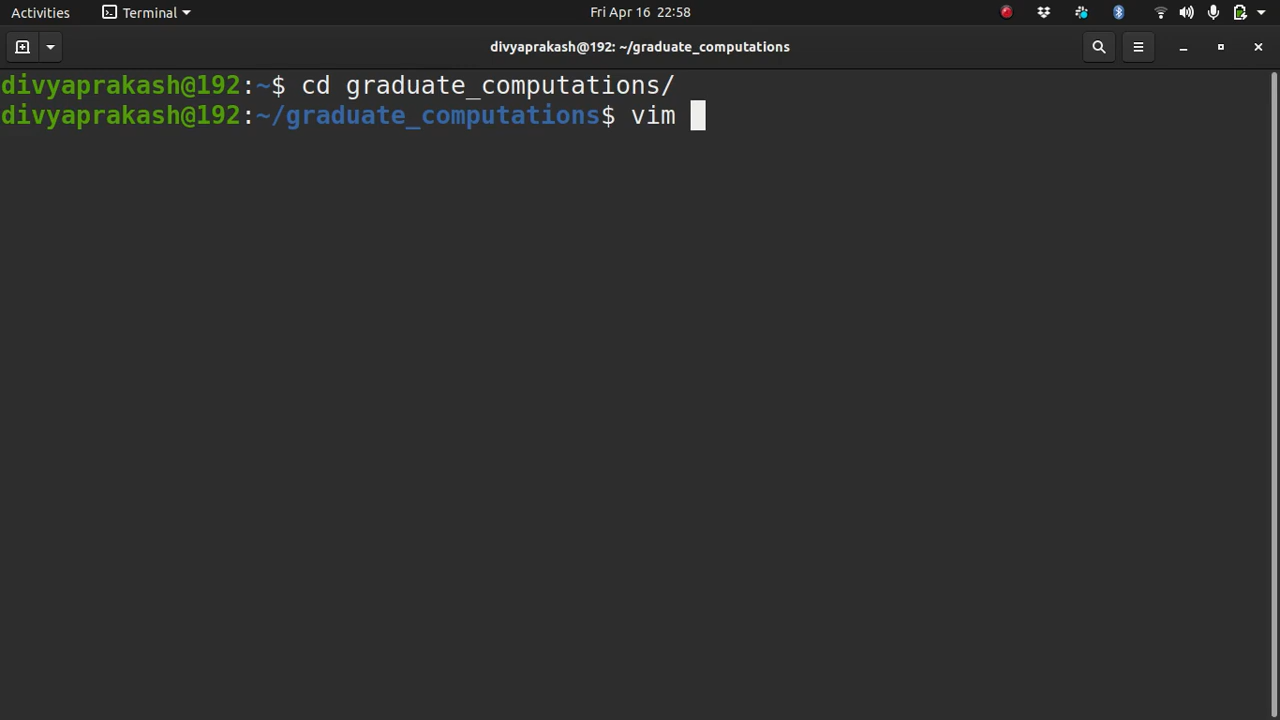 Activities Terminal Fri Apr 16 22:58
divyaprakash@192: ~/graduate_computations
divyaprakash@192:~$ cd graduate_computations/
divyaprakash@192:~/graduate_computations$ vim